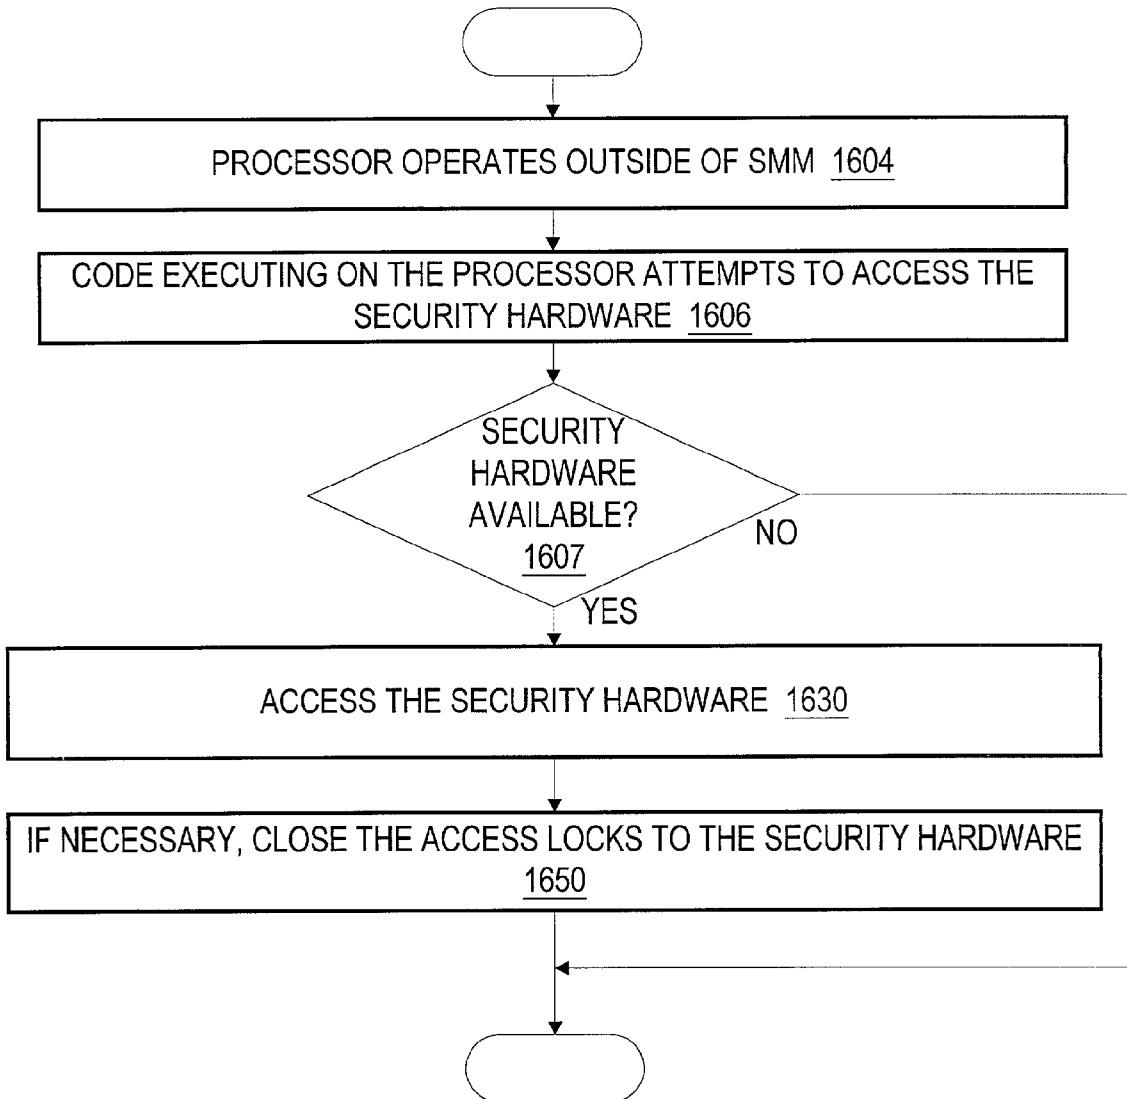 PROCESSOR OPERATES OUTSIDE OF SMM 1604
CODE EXECUTING ON THE PROCESSOR ATTEMPTS TO ACCESS THE
SECURITY HARDWARE 1606
SECURITY
HARDWARE
AVAILABLE?
1607
NO
YES
ACCESS THE SECURITY HARDWARE 1630
IF NECESSARY, CLOSE THE ACCESS LOCKS TO THE SECURITY HARDWARE
1650